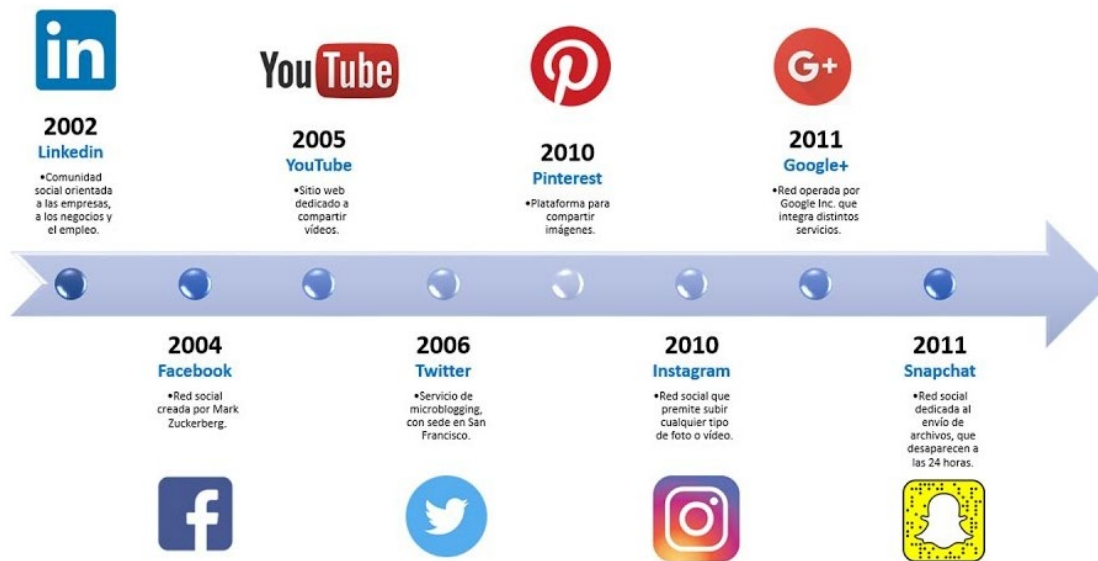 in
2002
Linkedin
•Comunidad
social orientada
a las empresas,
a los negocios y
el empleo.
YouTube
2005
YouTube
•Sitio web
dedicado a
compartir
vídeos.
2010
Pinterest
•Plataforma para
compartir
imágenes.
G+
2011
Google+
•Red operada por
Google Inc. que
integra distintos
servicios.
2004
Facebook
•Red social
creada por Mark
Zuckerberg.
f
2006
Twitter
•Servicio de
microblogging,
con sede en San
Francisco.
2010
Instagram
•Red social que
premite subir
cualquier tipo
de foto o vídeo.
2011
Snapchat
•Red social
dedicada al
envío de
archivos, que
desaparecen a
las 24 horas.